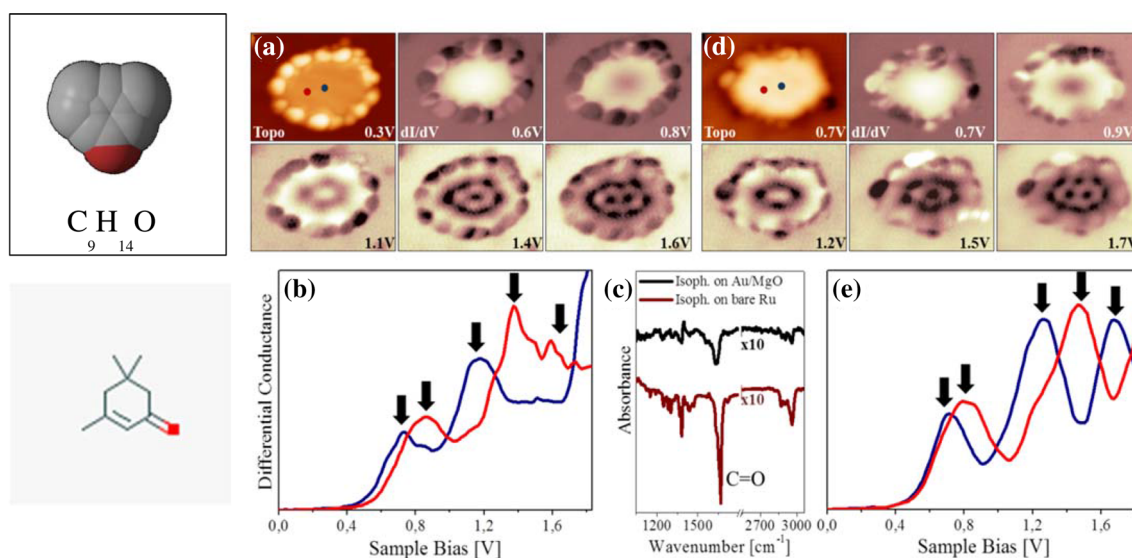 C H O
9 14
(a)
Topo 0.3V
dI/dV 0.6V
0.8V
1.1V
1.4V
1.6V
(d)
Topo 0.7V
dI/dV 0.7V
0.9V
1.2V
1.5V
1.7V
(b)
Differential Conductance
0,0 0,4 0,8 1,2 1,6
Sample Bias [V]
(c)
Isoph. on Au/MgO
Isoph. on bare Ru
x10
x10
C=O
Absorbance
1200 1600 2700 3000
Wavenumber [cm⁻¹]
(e)
0,0 0,4 0,8 1,2 1,6
Sample Bias [V]